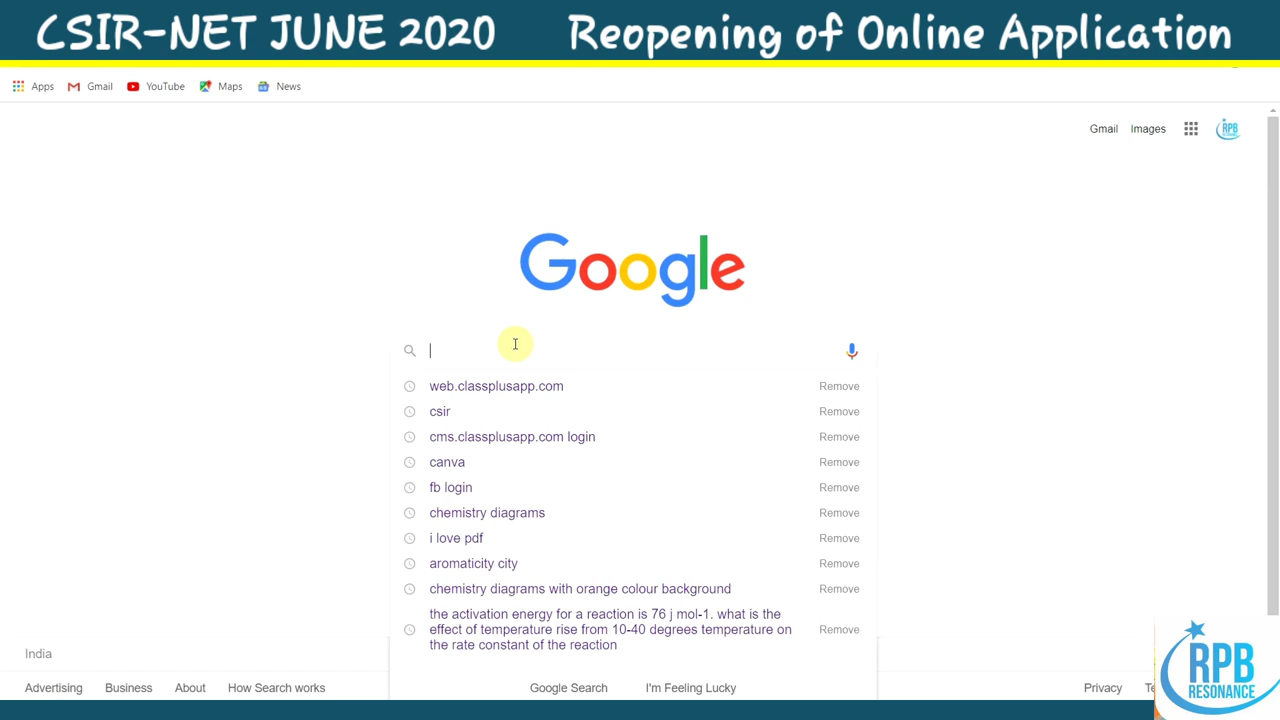 CSIR-NET JUNE 2020 Reopening of Online Application
Apps Gmail YouTube Maps News
Gmail Images
RPB
Google
web.classplusapp.com Remove
csir Remove
cms.classplusapp.com login Remove
canva Remove
fb login Remove
chemistry diagrams Remove
i love pdf Remove
aromaticity city Remove
chemistry diagrams with orange colour background Remove
the activation energy for a reaction is 76 j mol-1. what is the
effect of temperature rise from 10-40 degrees temperature on Remove
the rate constant of the reaction
India
Advertising Business About How Search works Google Search I'm Feeling Lucky Privacy
RPB
RESONANCE